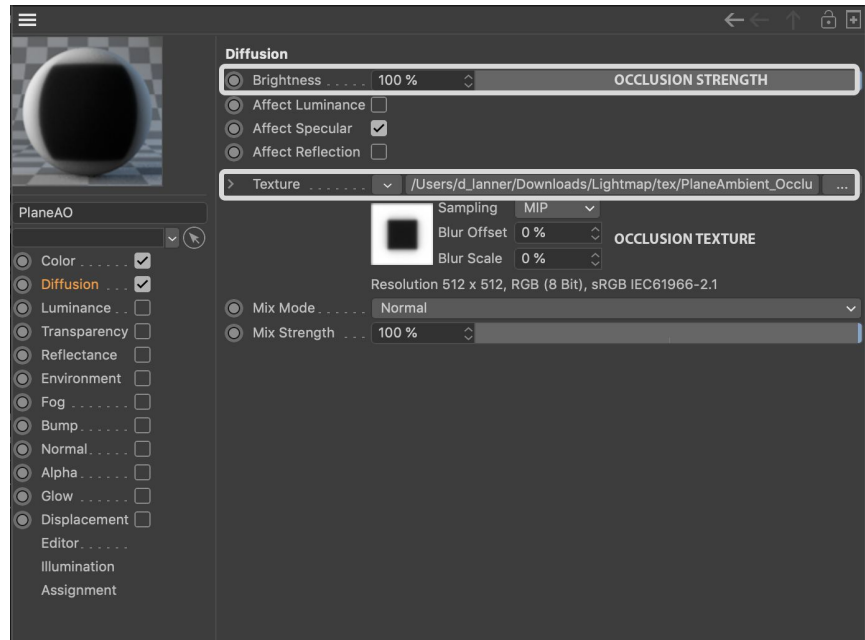 Diffusion
Brightness . . . . . 100 % OCCLUSION STRENGTH
Affect Luminance
Affect Specular
Affect Reflection
Texture . . . . . . . /Users/d_lanner/Downloads/Lightmap/tex/PlaneAmbient_Occlu ...
Sampling MIP
Blur Offset 0 % OCCLUSION TEXTURE
Blur Scale 0 %
Resolution 512 x 512, RGB (8 Bit), sRGB IEC61966-2.1
Mix Mode . . . . . . Normal
Mix Strength . . . 100 %
PlaneAO
Color . . . . . .
Diffusion . . .
Luminance . .
Transparency
Reflectance
Environment
Fog . . . . . . .
Bump . . . . . .
Normal . . . . .
Alpha . . . . . .
Glow . . . . . .
Displacement
Editor . . . . . .
Illumination
Assignment